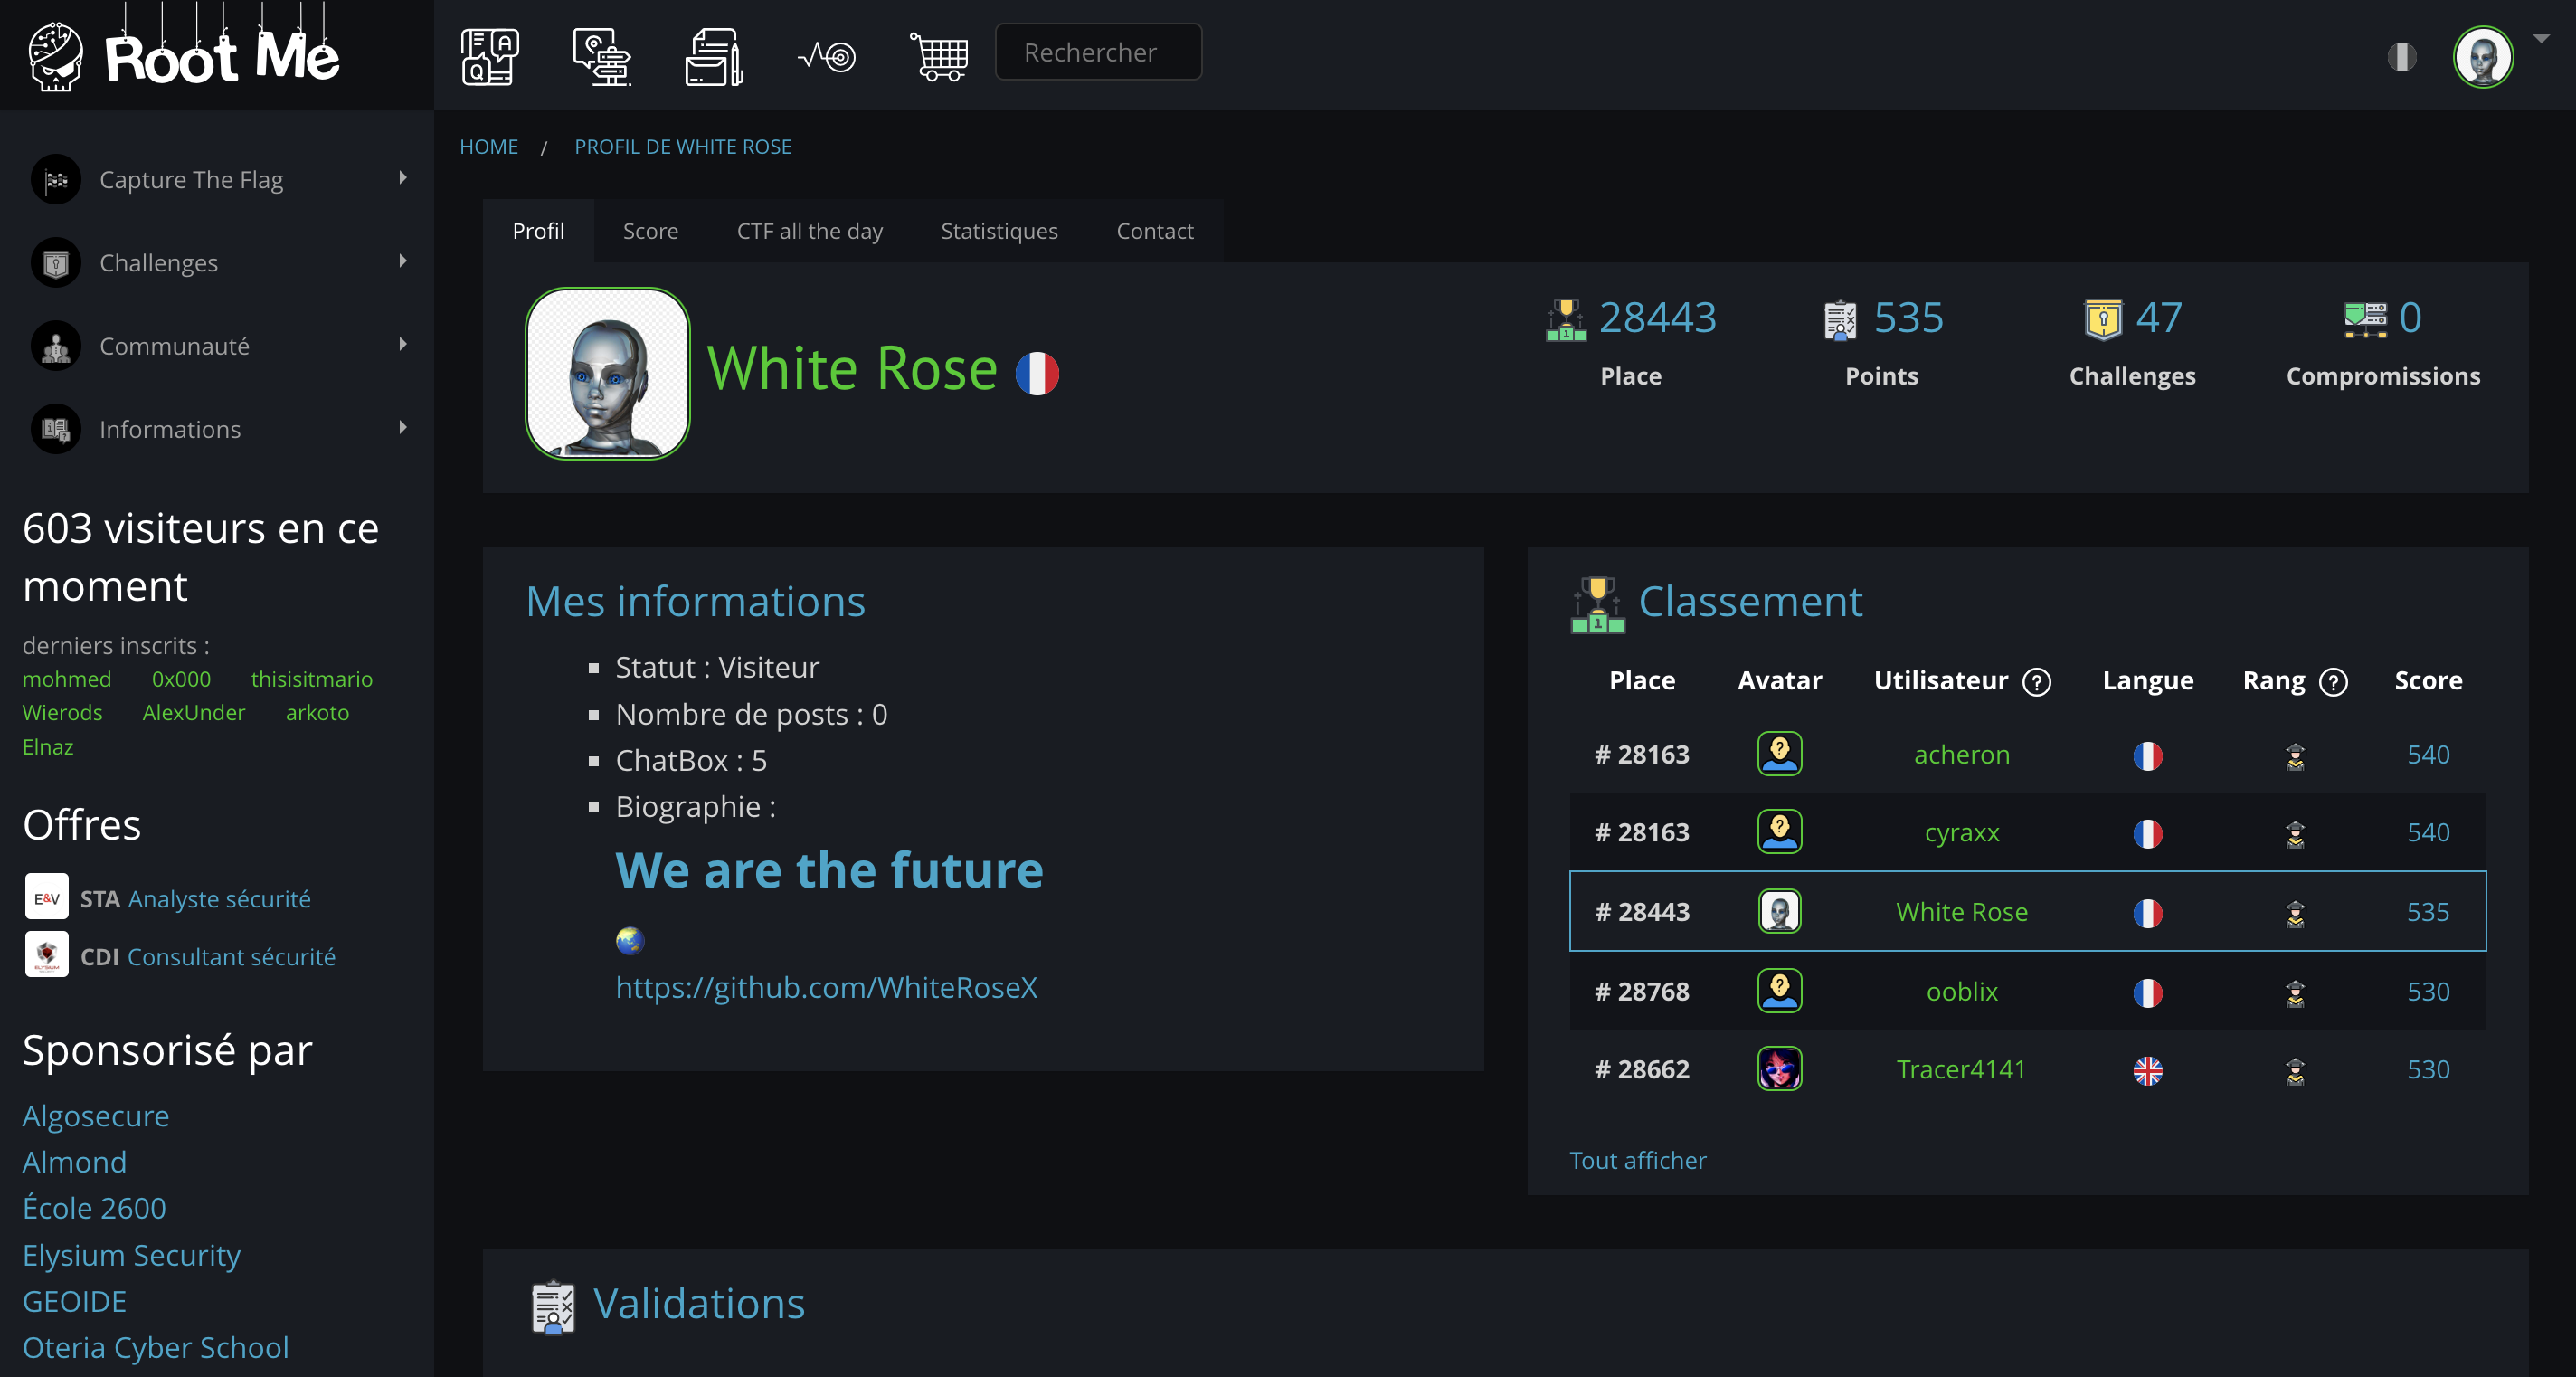 Root Me
Rechercher
Capture The Flag
Challenges
Communauté
Informations
603 visiteurs en ce
moment
derniers inscrits :
mohmed 0x000 thisisitmario
Wierods AlexUnder arkoto
Elnaz
Offres
E&V STA Analyste sécurité
CDI Consultant sécurité
Sponsorisé par
Algosecure
Almond
École 2600
Elysium Security
GEOIDE
Oteria Cyber School
HOME / PROFIL DE WHITE ROSE
Profil Score CTF all the day Statistiques Contact
White Rose
28443 535 47 0
Place Points Challenges Compromissions
Mes informations
Statut : Visiteur
Nombre de posts : 0
ChatBox : 5
Biographie :
We are the future
https://github.com/WhiteRoseX
Classement
Place Avatar Utilisateur ? Langue Rang ? Score
# 28163 acheron 540
# 28163 cyraxx 540
# 28443 White Rose 535
# 28768 ooblix 530
# 28662 Tracer4141 530
Tout afficher
Validations